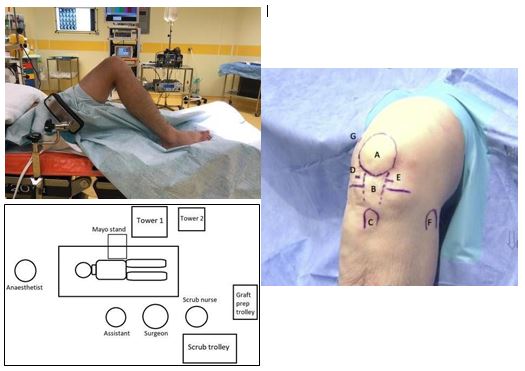 G
A
D
E
B
C
F
Tower 1
Tower 2
Mayo stand
Anaesthetist
Scrub nurse
Graft
prep
trolley
Assistant
Surgeon
Scrub trolley